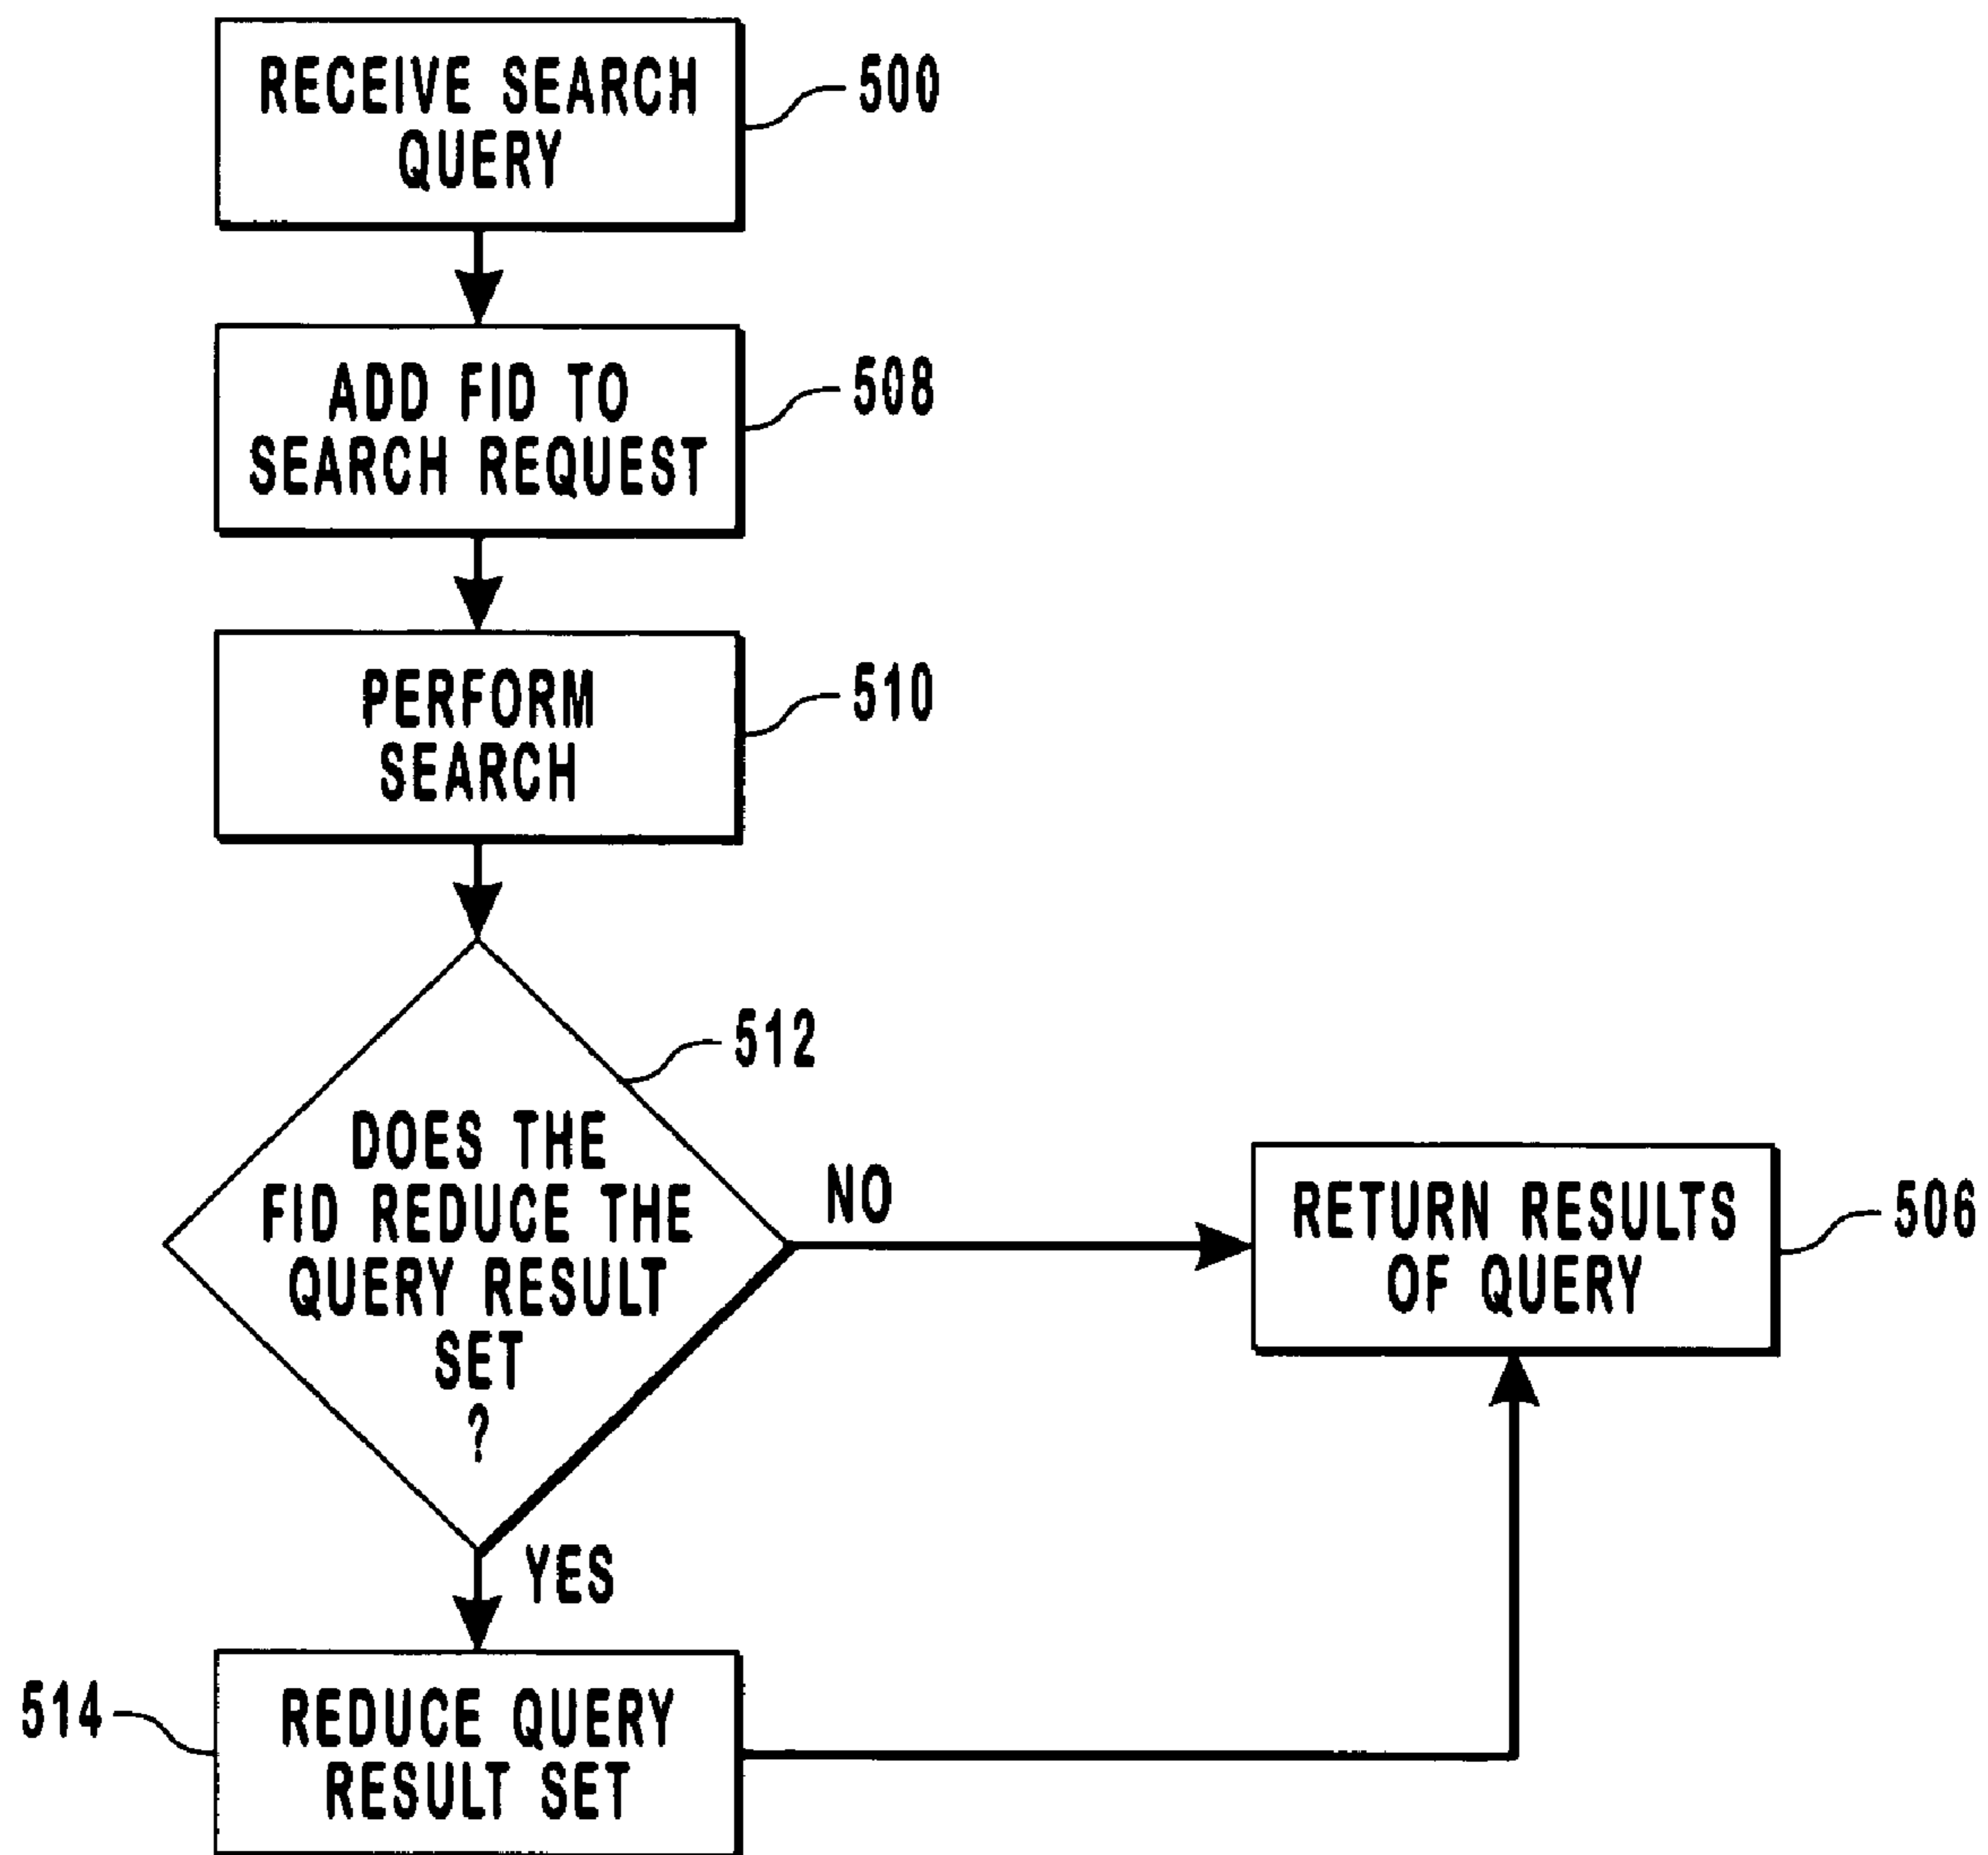 RECEIVE SEARCH
QUERY
500
ADD FID TO
SEARCH REQUEST
508
PERFORM
SEARCH
510
512
DOES THE
FID REDUCE THE
QUERY RESULT
SET
?
NO
RETURN RESULTS
OF QUERY
506
YES
514
REDUCE QUERY
RESULT SET